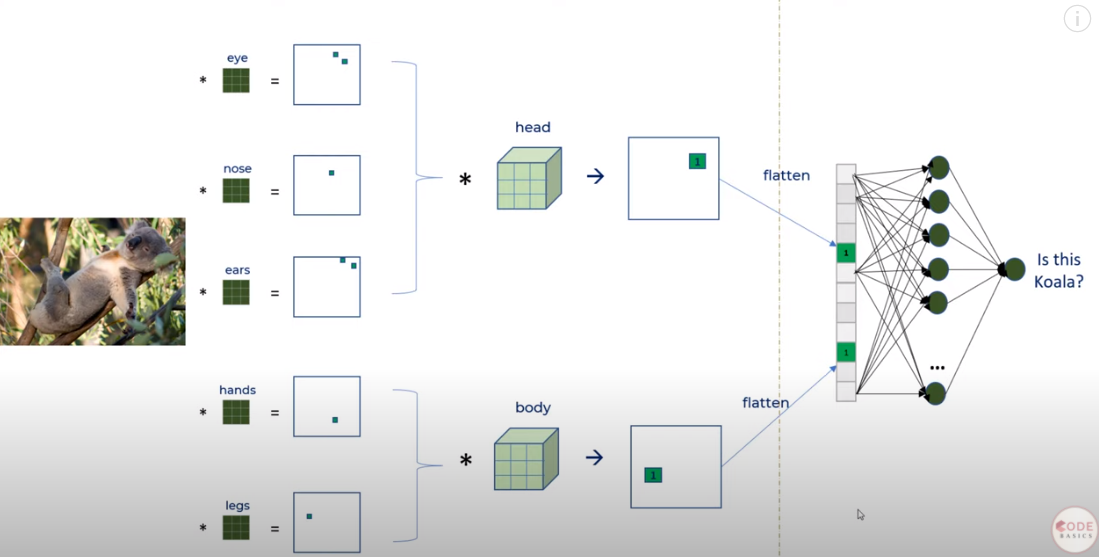 eye
* =
nose
* =
ears
* =
head
* →
1
flatten
1
1
...
Is this
Koala?
hands
* =
legs
* =
body
* →
1
flatten
i
CODE
BASICS